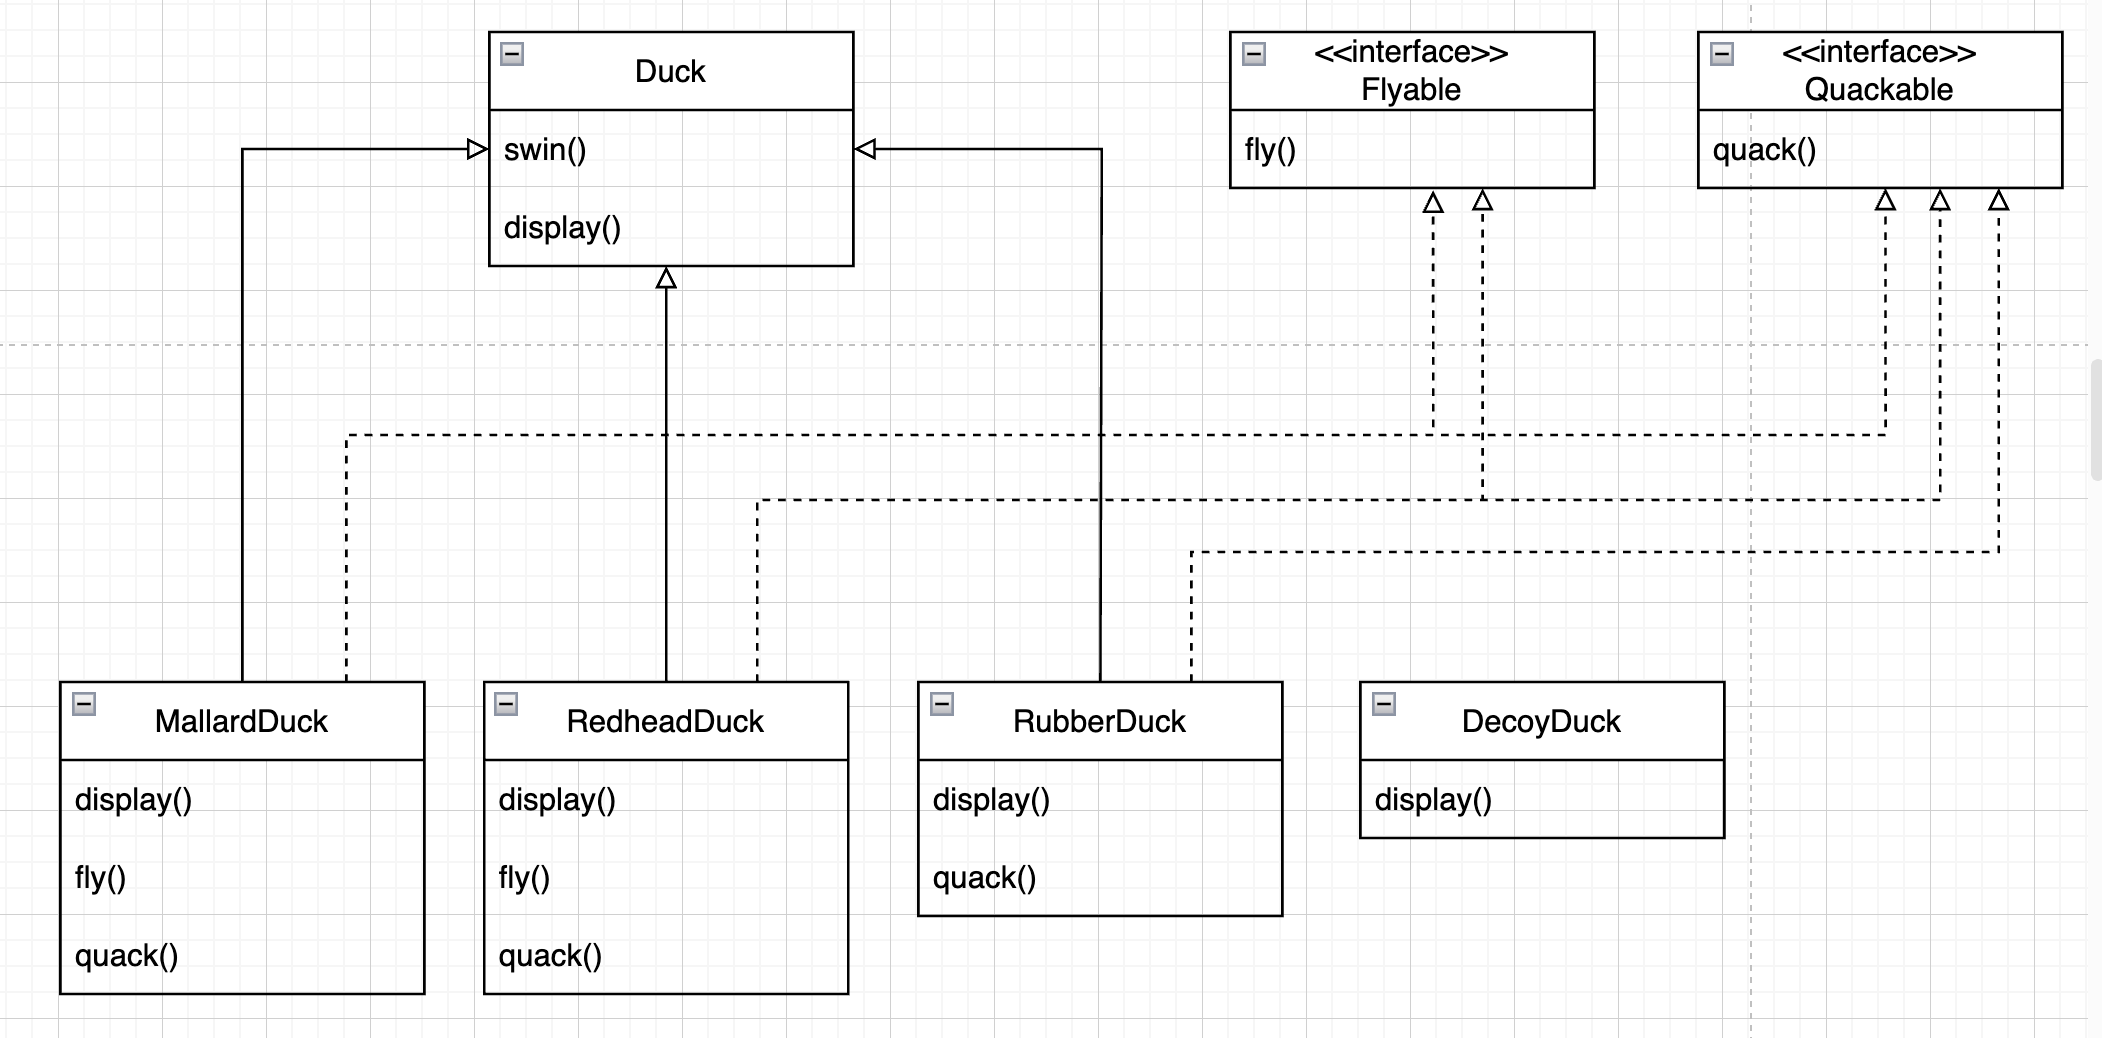 Duck
swin()
display()
<<interface>>
Flyable
fly()
<<interface>>
Quackable
quack()
MallardDuck
display()
fly()
quack()
RedheadDuck
display()
fly()
quack()
RubberDuck
display()
quack()
DecoyDuck
display()